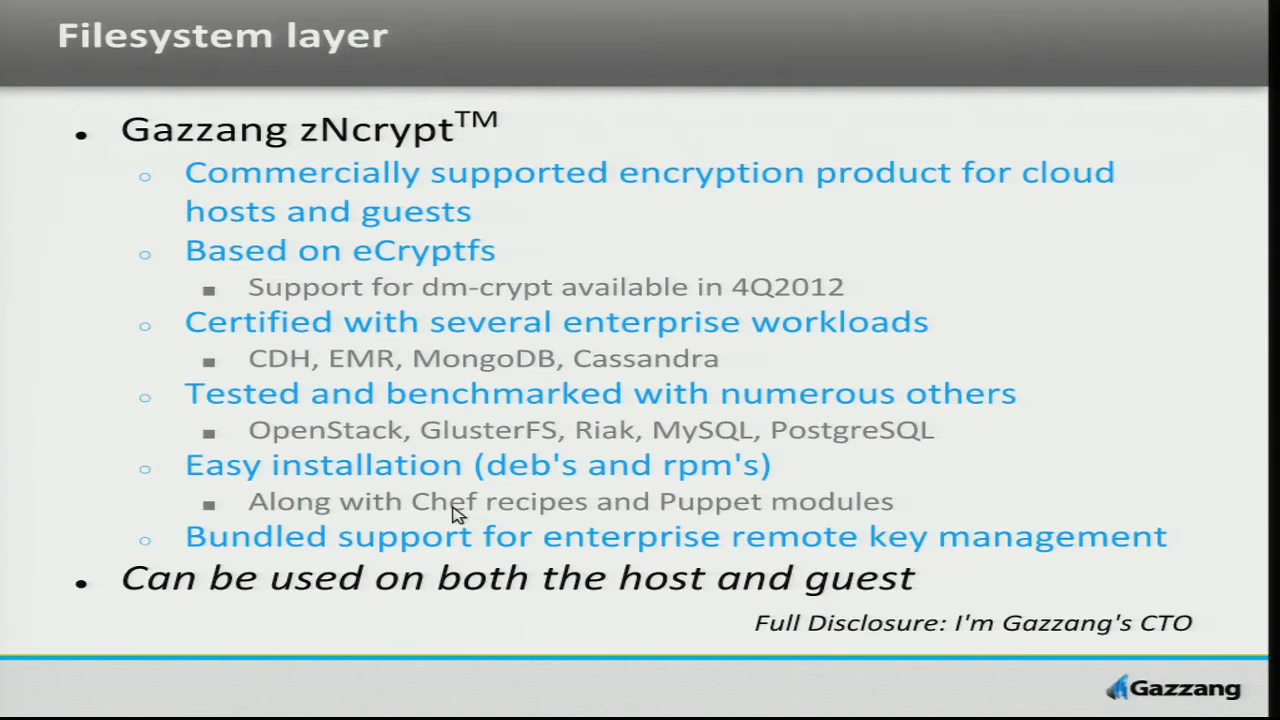 Filesystem layer
• Gazzang zNcrypt™
○ Commercially supported encryption product for cloud
hosts and guests
○ Based on eCryptfs
■ Support for dm-crypt available in 4Q2012
○ Certified with several enterprise workloads
■ CDH, EMR, MongoDB, Cassandra
○ Tested and benchmarked with numerous others
■ OpenStack, GlusterFS, Riak, MySQL, PostgreSQL
○ Easy installation (deb's and rpm's)
■ Along with Chef recipes and Puppet modules
○ Bundled support for enterprise remote key management
• Can be used on both the host and guest
Full Disclosure: I'm Gazzang's CTO
Gazzang